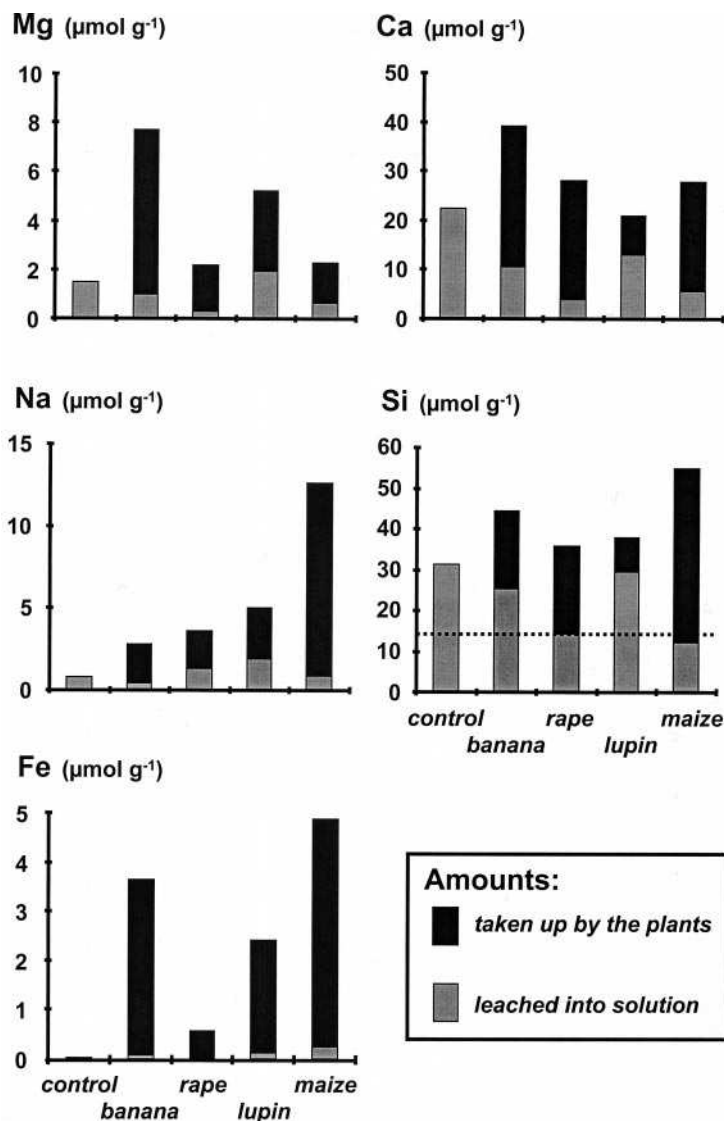 Mg (µmol g⁻¹)
10
8
6
4
2
0
Ca (µmol g⁻¹)
50
40
30
20
10
0
Na (µmol g⁻¹)
15
10
5
0
Si (µmol g⁻¹)
60
50
40
30
20
10
0
control rape maize
banana lupin
Fe (µmol g⁻¹)
5
4
3
2
1
0
control rape maize
banana lupin
Amounts:
taken up by the plants
leached into solution